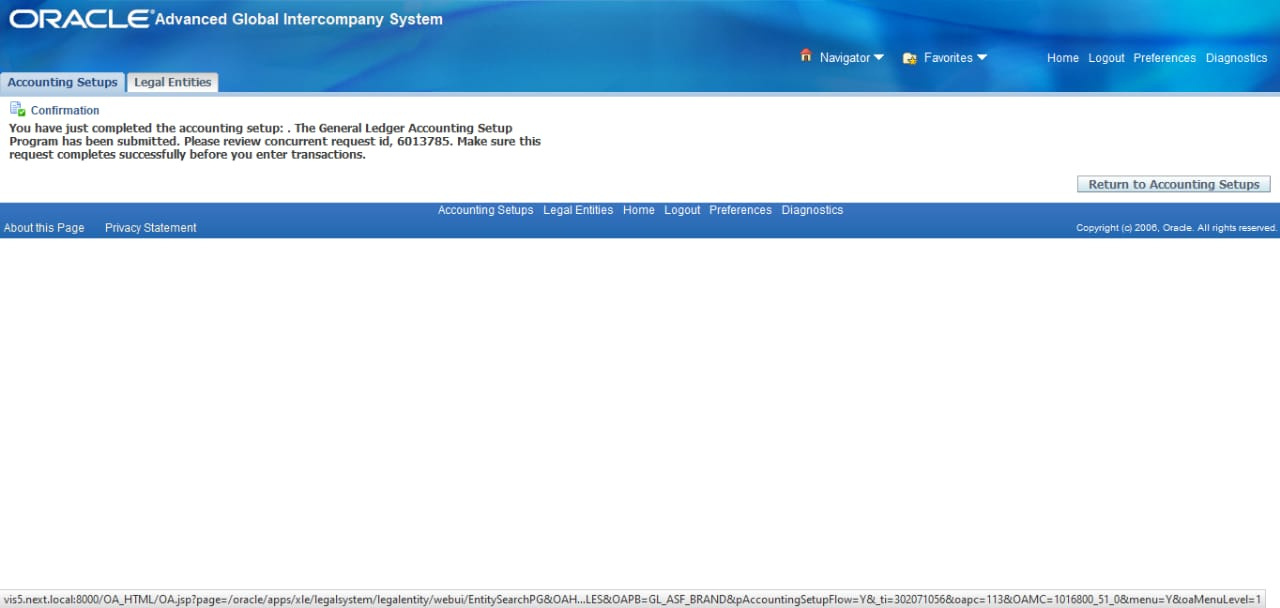 ORACLE® Advanced Global Intercompany System
Navigator Favorites Home Logout Preferences Diagnostics
Accounting Setups Legal Entities
Confirmation
You have just completed the accounting setup: . The General Ledger Accounting Setup
Program has been submitted. Please review concurrent request id, 6013785. Make sure this
request completes successfully before you enter transactions.
Return to Accounting Setups
Accounting Setups Legal Entities Home Logout Preferences Diagnostics
About this Page Privacy Statement Copyright (c) 2006, Oracle. All rights reserved.
vis5.next.local:8000/OA_HTML/OA.jsp?page=/oracle/apps/xle/legalsystem/legalentity/webui/EntitySearchPG&OAH...LES&OAPB=GL_ASF_BRAND&pAccountingSetupFlow=Y&_ti=302071056&oapc=113&OAMC=1016800_51_0&menu=Y&oaMenuLevel=1